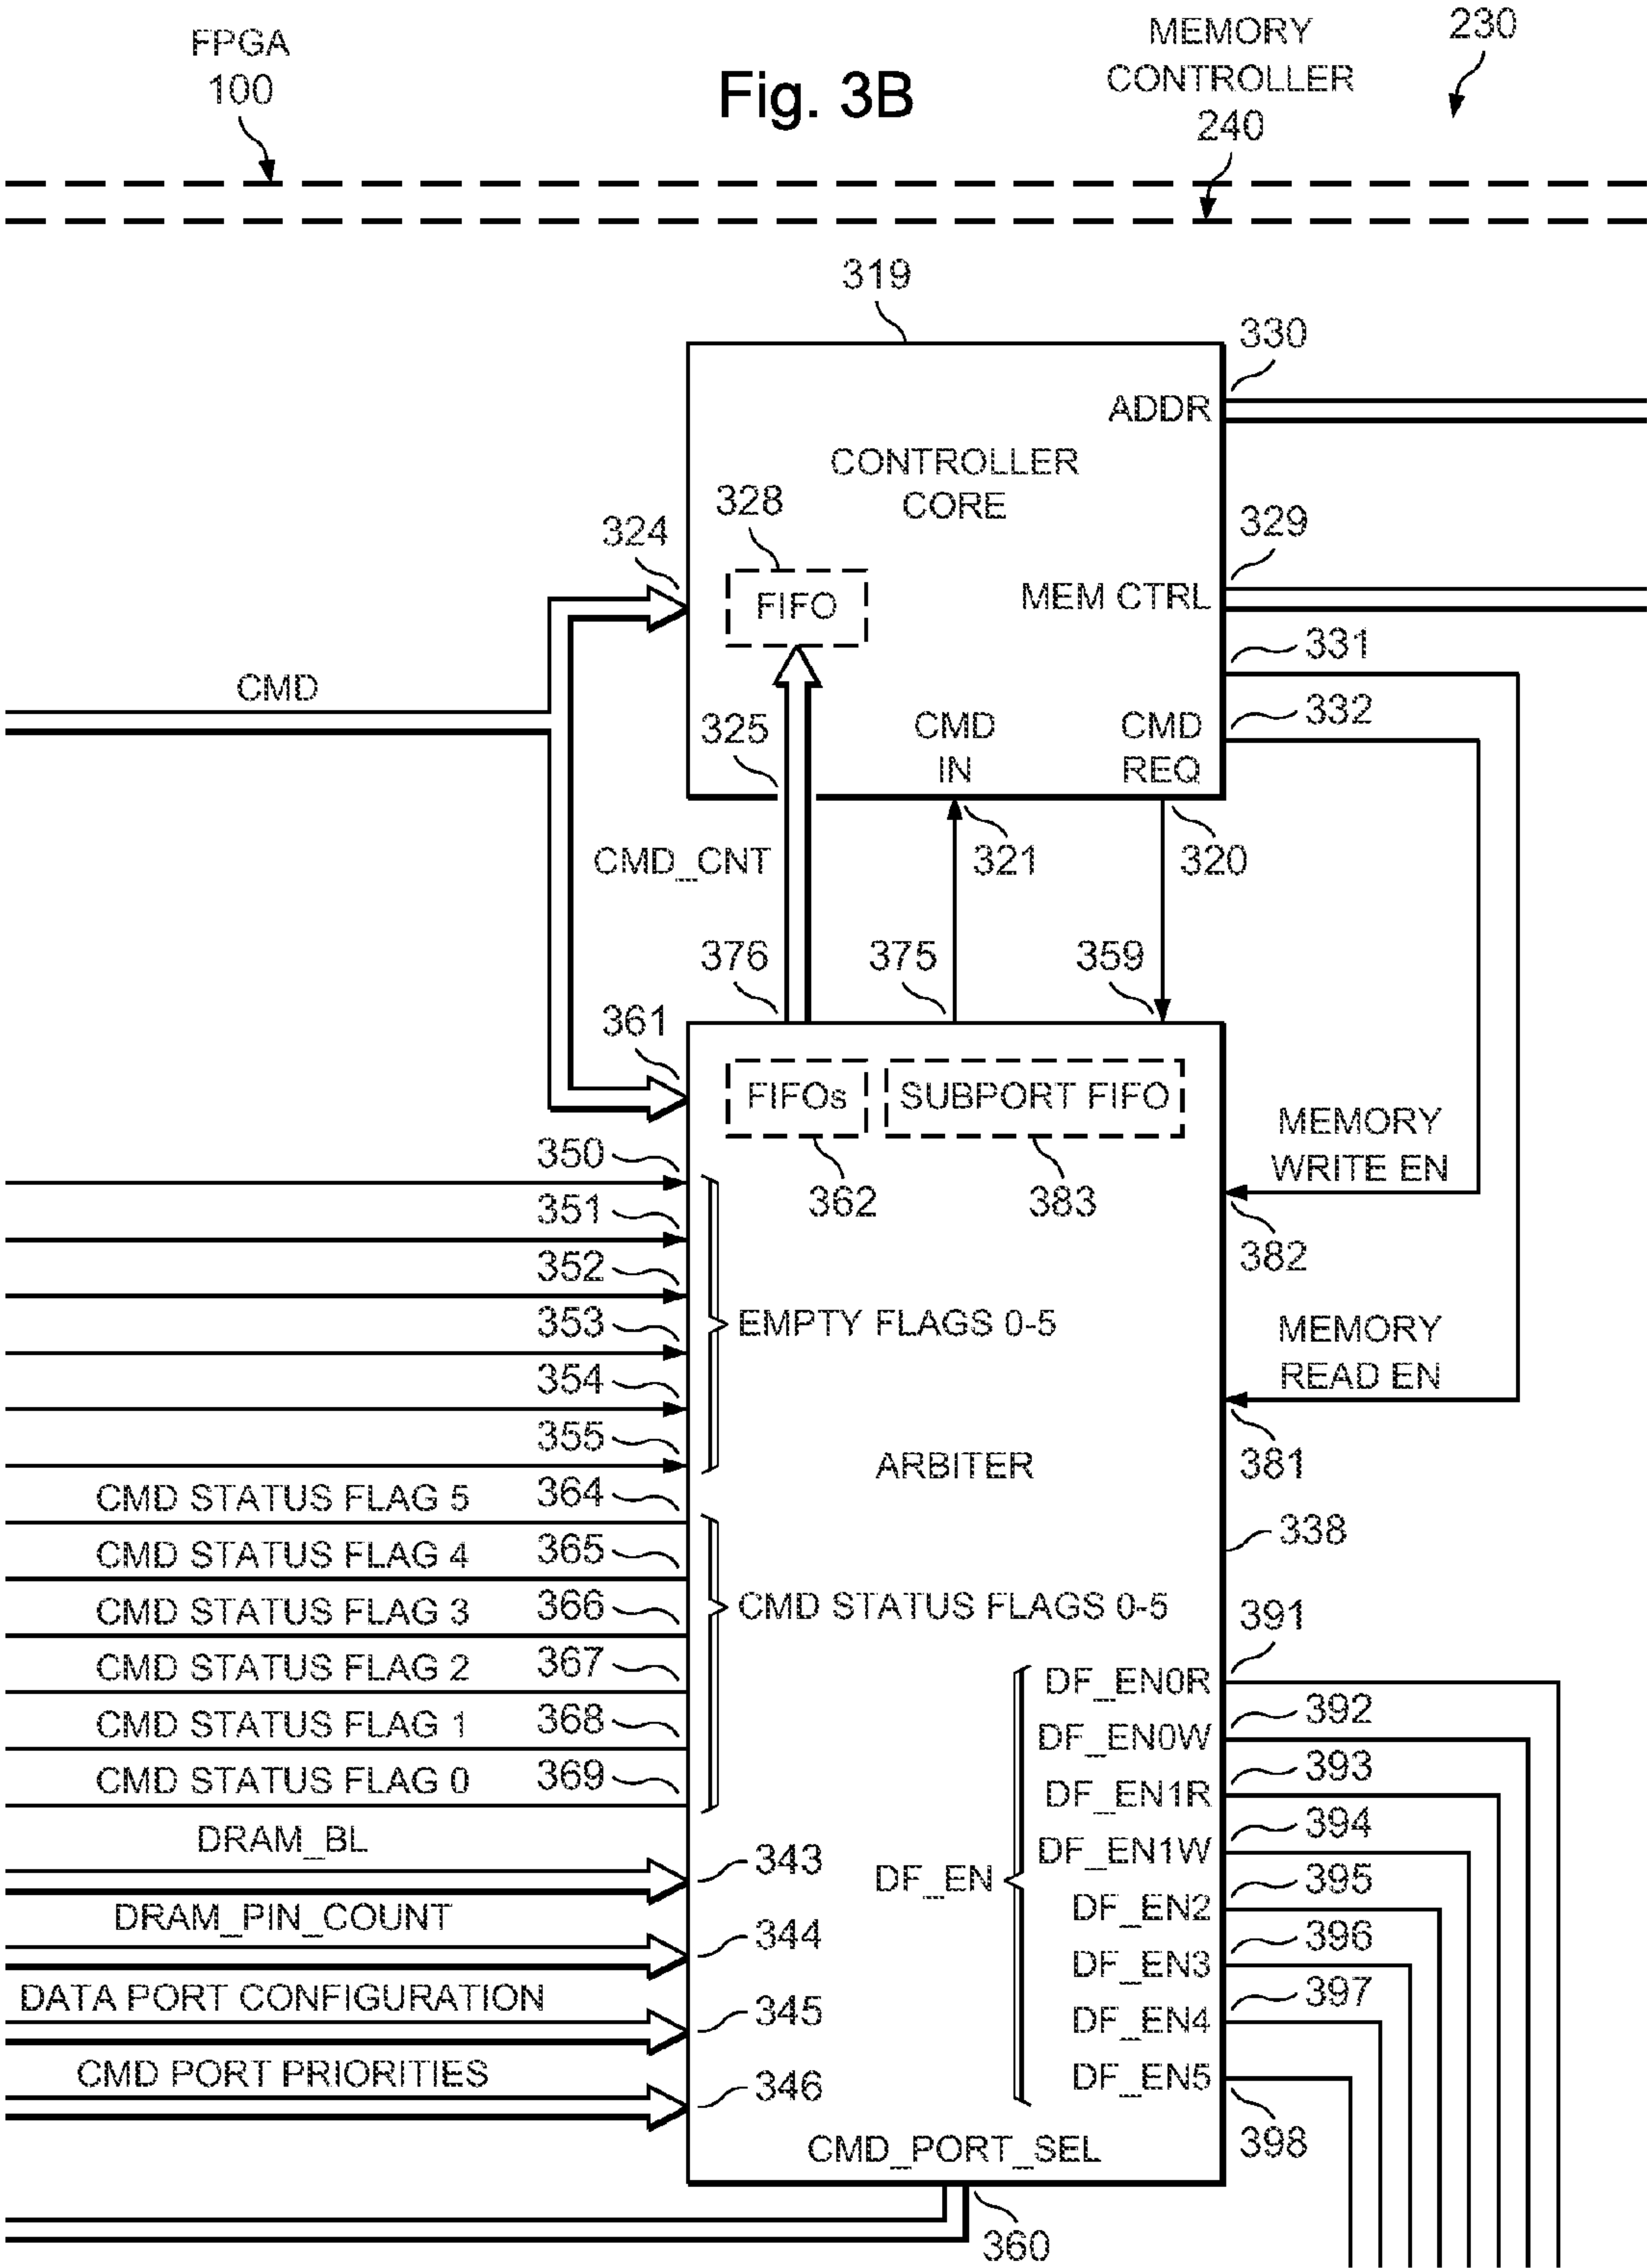 FPGA
100
Fig. 3B
MEMORY
CONTROLLER
240
230
319
330
ADDR
CONTROLLER
CORE
328
324
329
FIFO
MEM CTRL
331
CMD
332
325
CMD
IN
CMD
REQ
321
320
CMD_CNT
376
375
359
361
FIFOs
SUBPORT FIFO
MEMORY
WRITE EN
350
362
383
351
382
352
353
EMPTY FLAGS 0-5
MEMORY
READ EN
354
355
ARBITER
381
CMD STATUS FLAG 5
364
338
CMD STATUS FLAG 4
365
CMD STATUS FLAG 3
366
CMD STATUS FLAGS 0-5
391
CMD STATUS FLAG 2
367
DF_EN0R
392
CMD STATUS FLAG 1
368
DF_EN0W
393
CMD STATUS FLAG 0
369
DF_EN1R
394
DRAM_BL
343
DF_EN1W
DF_EN
395
DRAM_PIN_COUNT
344
DF_EN2
396
DF_EN3
397
DATA PORT CONFIGURATION
345
DF_EN4
CMD PORT PRIORITIES
346
DF_EN5
398
CMD_PORT_SEL
360